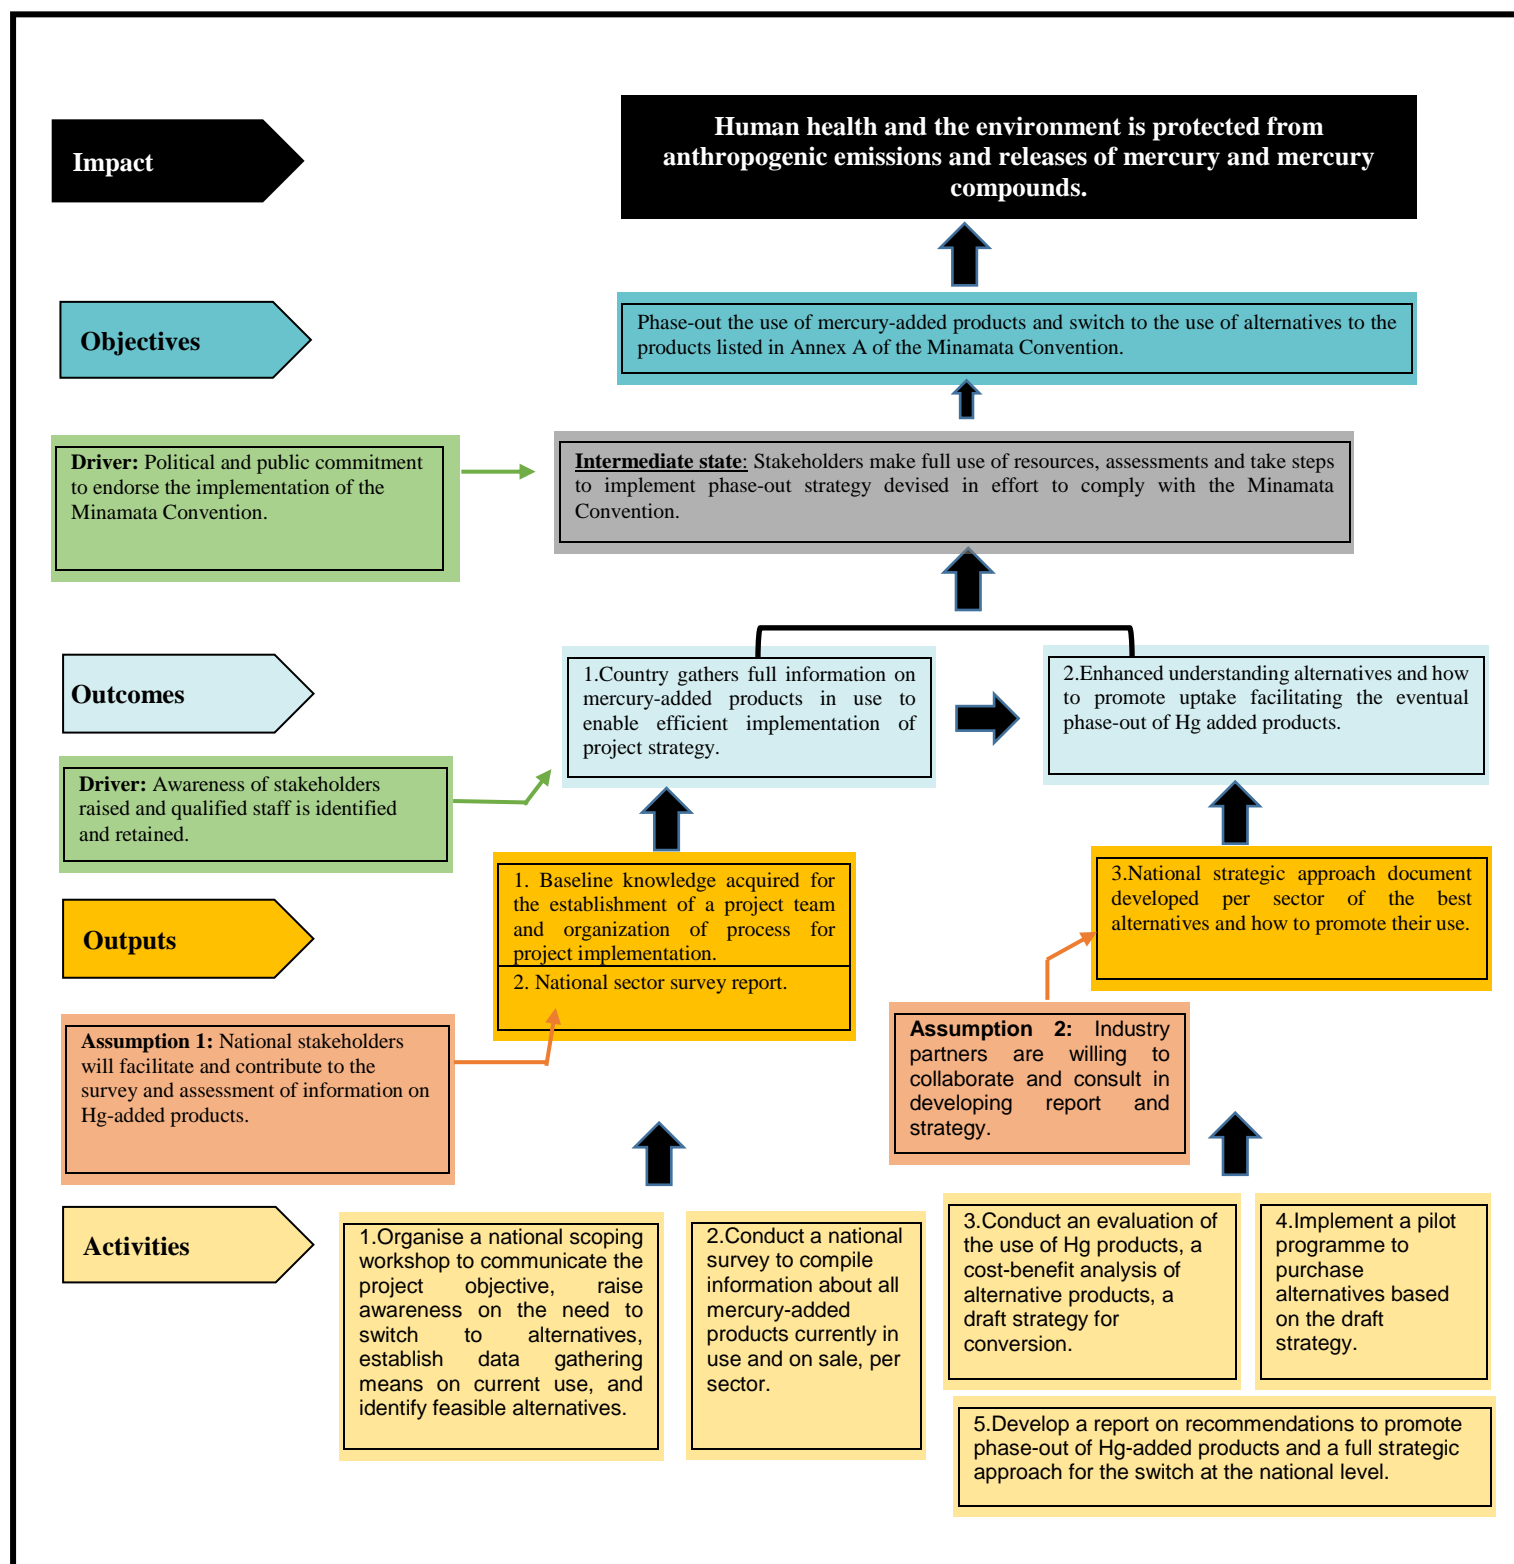 Impact
Human health and the environment is protected from
anthropogenic emissions and releases of mercury and mercury
compounds.
Objectives
Phase-out the use of mercury-added products and switch to the use of alternatives to the
products listed in Annex A of the Minamata Convention.
Driver: Political and public commitment
to endorse the implementation of the
Minamata Convention.
Intermediate state: Stakeholders make full use of resources, assessments and take steps
to implement phase-out strategy devised in effort to comply with the Minamata
Convention.
Outcomes
1.Country gathers full information on
mercury-added products in use to
enable efficient implementation of
project strategy.
2.Enhanced understanding alternatives and how
to promote uptake facilitating the eventual
phase-out of Hg added products.
Driver: Awareness of stakeholders
raised and qualified staff is identified
and retained.
Outputs
1. Baseline knowledge acquired for
the establishment of a project team
and organization of process for
project implementation.
2. National sector survey report.
3.National strategic approach document
developed per sector of the best
alternatives and how to promote their use.
Assumption 1: National stakeholders
will facilitate and contribute to the
survey and assessment of information on
Hg-added products.
Assumption 2: Industry
partners are willing to
collaborate and consult in
developing report and
strategy.
Activities
1.Organise a national scoping
workshop to communicate the
project objective, raise
awareness on the need to
switch to alternatives,
establish data gathering
means on current use, and
identify feasible alternatives.
2.Conduct a national
survey to compile
information about all
mercury-added
products currently in
use and on sale, per
sector.
3.Conduct an evaluation of
the use of Hg products, a
cost-benefit analysis of
alternative products, a
draft strategy for
conversion.
4.Implement a pilot
programme to
purchase
alternatives based
on the draft
strategy.
5.Develop a report on recommendations to promote
phase-out of Hg-added products and a full strategic
approach for the switch at the national level.